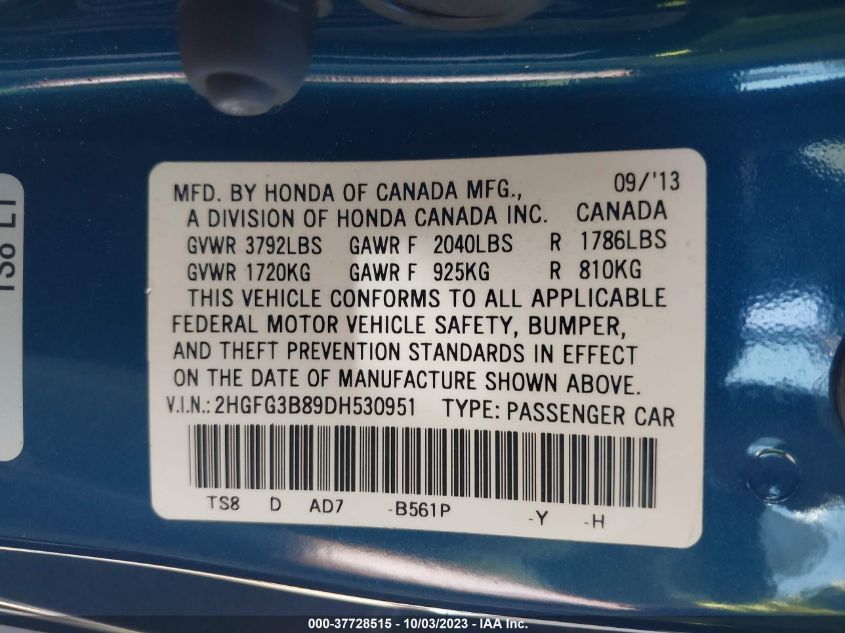 TS8 LT
MFD. BY HONDA OF CANADA MFG., 09/'13
A DIVISION OF HONDA CANADA INC. CANADA
GVWR 3792LBS GAWR F 2040LBS R 1786LBS
GVWR 1720KG GAWR F 925KG R 810KG
THIS VEHICLE CONFORMS TO ALL APPLICABLE
FEDERAL MOTOR VEHICLE SAFETY, BUMPER,
AND THEFT PREVENTION STANDARDS IN EFFECT
ON THE DATE OF MANUFACTURE SHOWN ABOVE.
V.I.N.: 2HGFG3B89DH530951 TYPE: PASSENGER CAR
TS8 D AD7 -B561P -Y -H
000-37728515 - 10/03/2023 - IAA Inc.